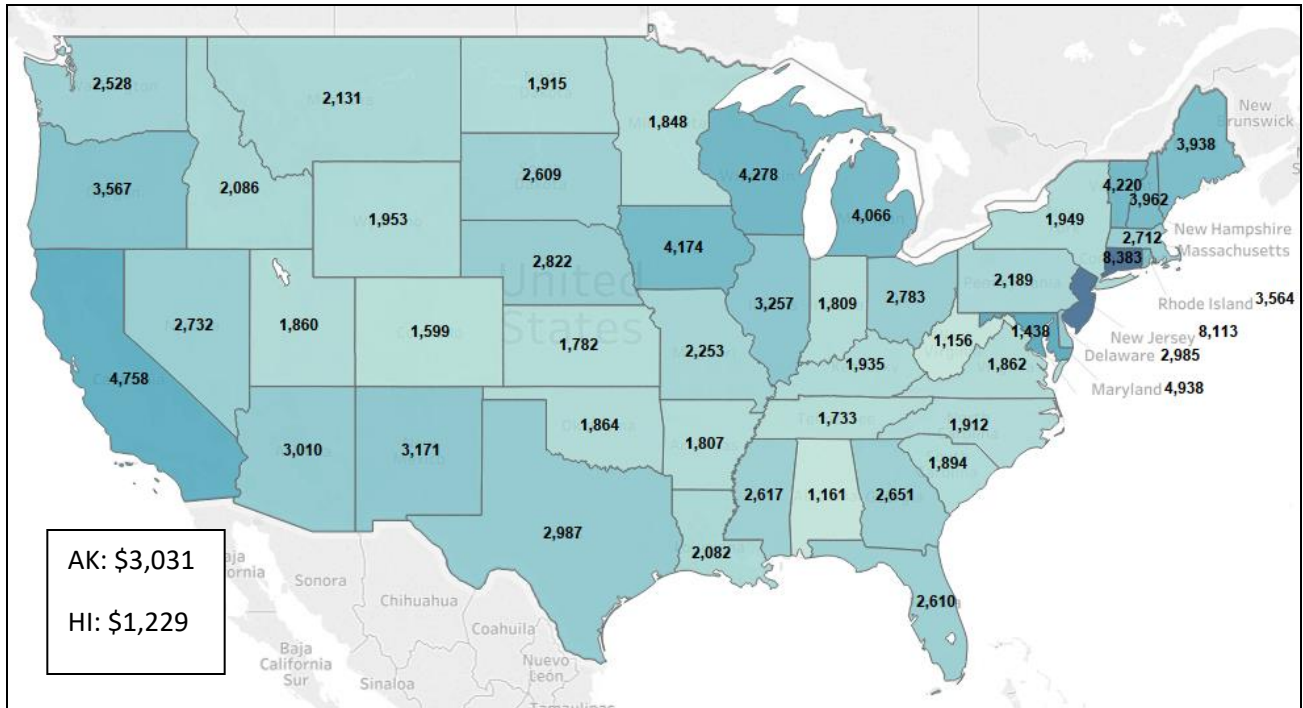 2,528
2,131
1,915
1,848
New
Brunswick
3,938
3,567
2,086
2,609
4,278
4,220
3,962
1,953
4,066
1,949
New Hampshire
2,712
Massachusetts
4,174
8,383
2,822
United
States
2,189
Rhode Island 3,564
2,732
1,860
1,599
3,257
1,809
2,783
1,438
8,113
New Jersey
1,782
2,253
1,156
Delaware 2,985
4,758
1,935
1,862
Maryland 4,938
1,864
1,733
1,912
3,010
3,171
1,807
1,894
2,617
1,161
2,651
2,987
2,082
2,610
AK: $3,031
HI: $1,229
Sonora
Chihuahua
Coahuila
Baja
California
Sur
Sinaloa
Nuevo
León
Tamaulipas